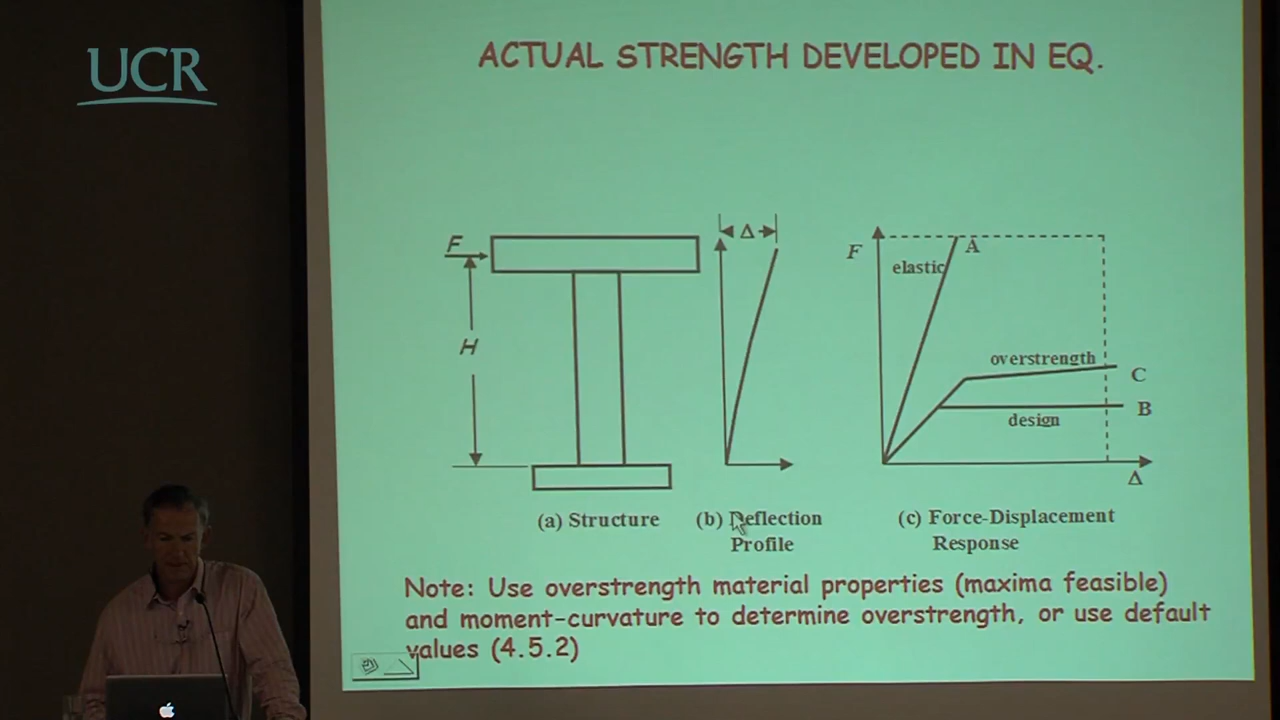 UCR
ACTUAL STRENGTH DEVELOPED IN EQ.
F
H
Δ
F
elastic
A
overstrength
C
B
design
Δ
(a) Structure
(b) Deflection
Profile
(c) Force-Displacement
Response
Note: Use overstrength material properties (maxima feasible)
and moment-curvature to determine overstrength, or use default
values (4.5.2)